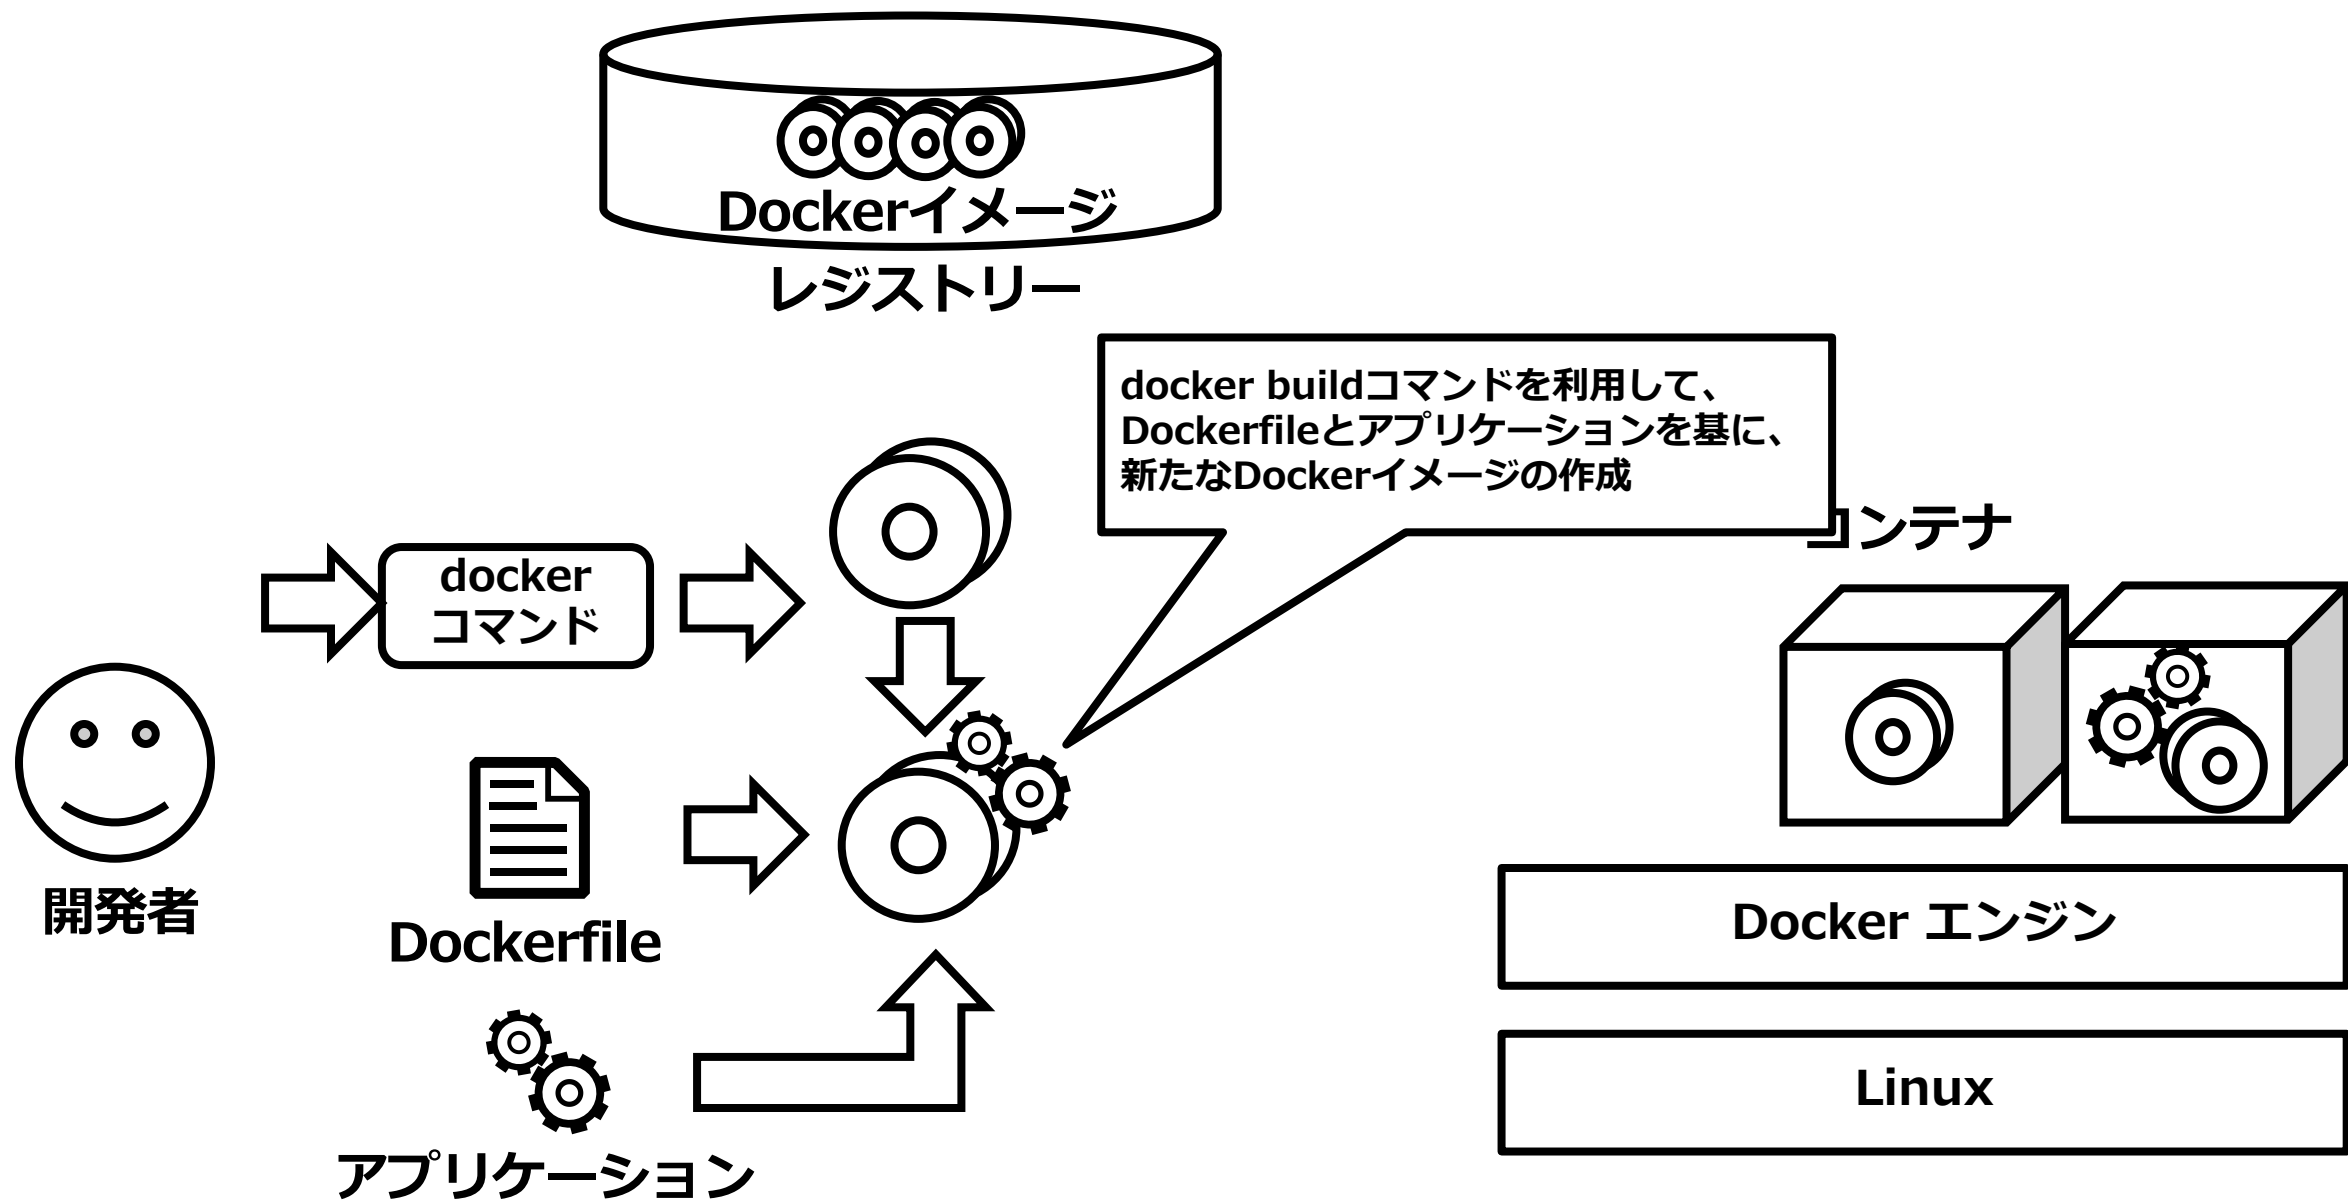 Dockerイメージ
レジストリー
docker buildコマンドを利用して、
Dockerfileとアプリケーションを基に、
新たなDockerイメージの作成
コンテナ
docker
コマンド
開発者
Dockerfile
Docker エンジン
Linux
アプリケーション